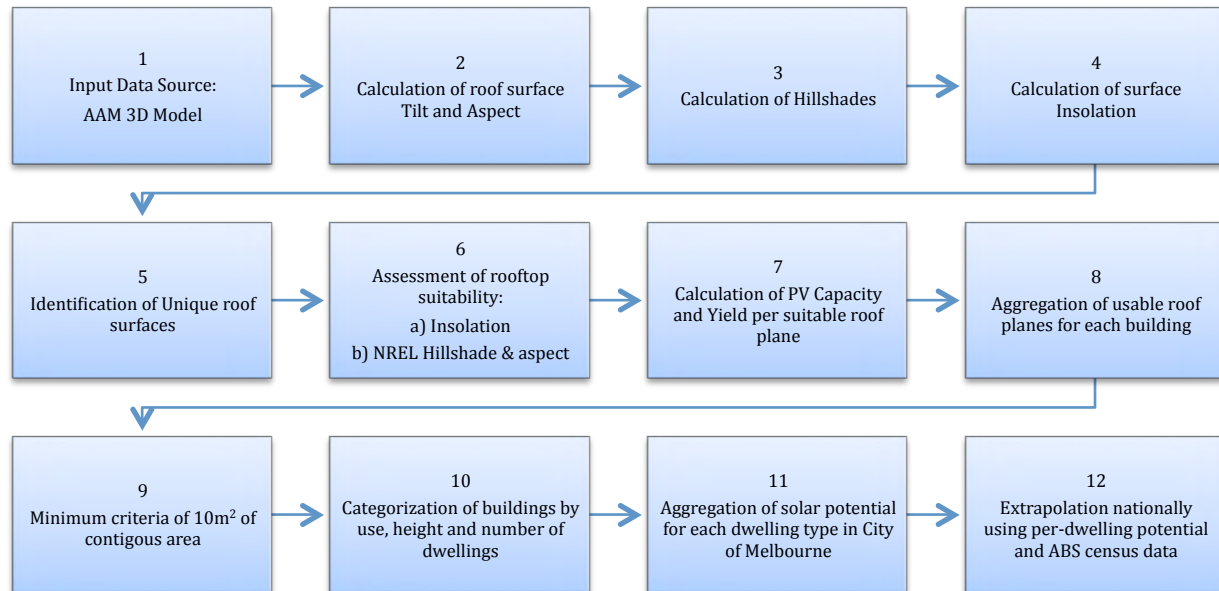 1
Input Data Source:
AAM 3D Model
2
Calculation of roof surface
Tilt and Aspect
3
Calculation of Hillshades
4
Calculation of surface
Insolation
5
Identification of Unique roof
surfaces
6
Assessment of rooftop
suitability:
a) Insolation
b) NREL Hillshade & aspect
7
Calculation of PV Capacity
and Yield per suitable roof
plane
8
Aggregation of usable roof
planes for each building
9
Minimum criteria of 10m² of
contigous area
10
Categorization of buildings by
use, height and number of
dwellings
11
Aggregation of solar potential
for each dwelling type in City
of Melbourne
12
Extrapolation nationally
using per-dwelling potential
and ABS census data